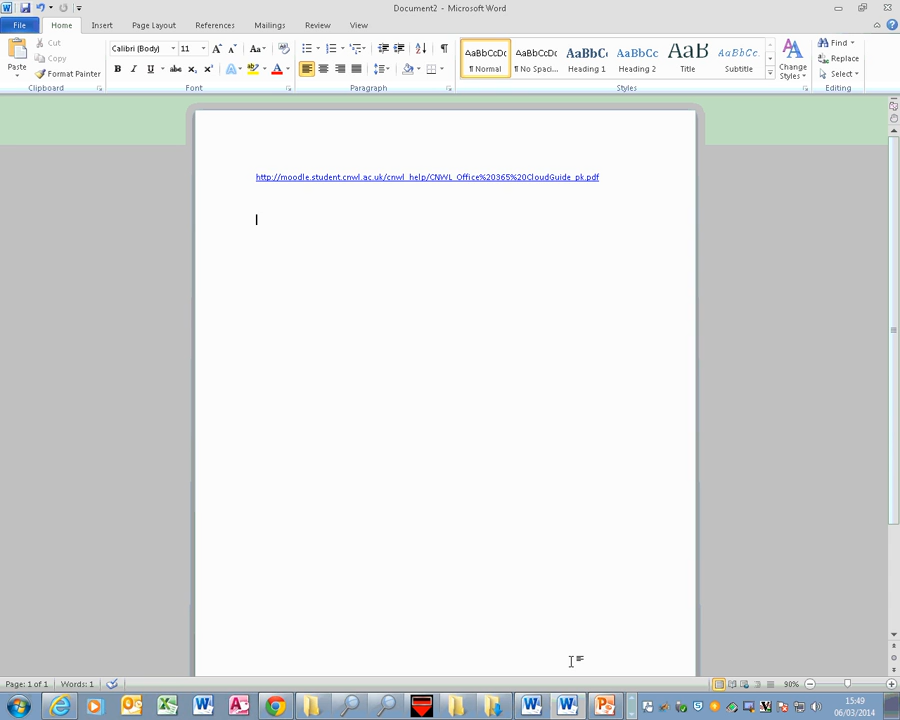 Document2 - Microsoft Word
File Home Insert Page Layout References Mailings Review View
Cut
Copy
Format Painter
Paste
Clipboard
Calibri (Body) 11
Font
Paragraph
AaBbCcDc AaBbCcDc AaBbC AaBbCc AaB AaBbCc.
¶ Normal ¶ No Spaci... Heading 1 Heading 2 Title Subtitle
Change
Styles
Styles
Find
Replace
Select
Editing
http://moodle.student.cnwl.ac.uk/cnwl_help/CNWL_Office%20365%20CloudGuide_pk.pdf
Page: 1 of 1 Words: 1 90%
15:49
06/03/2014